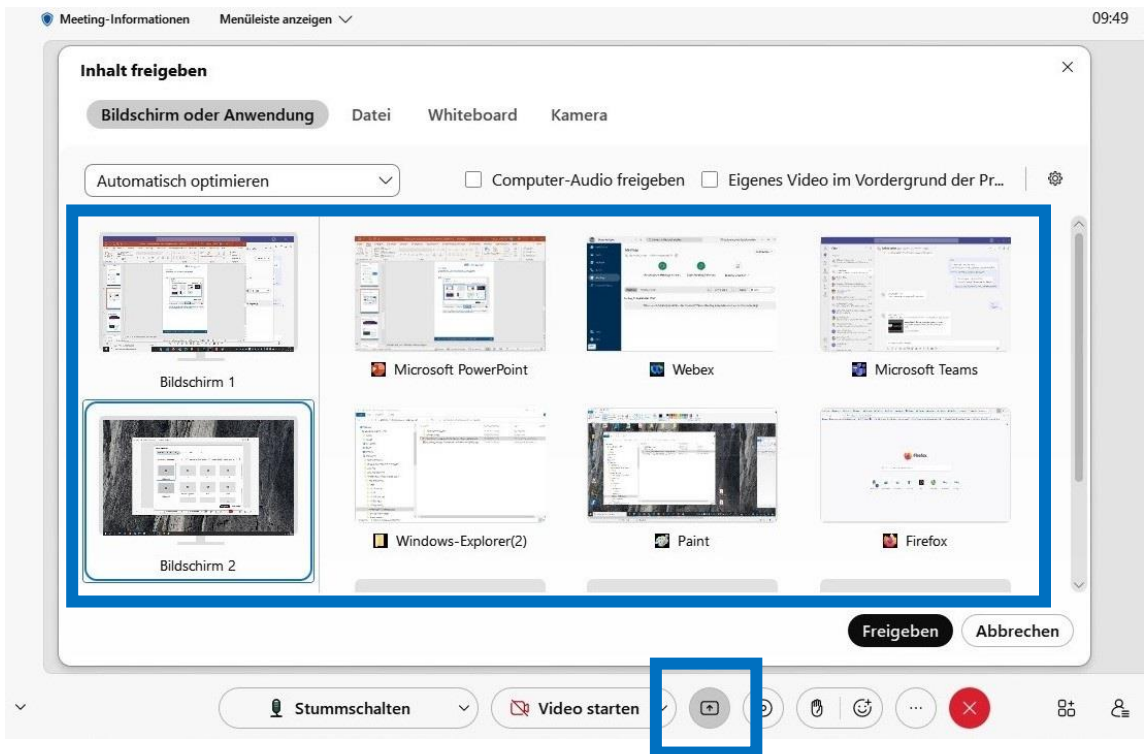 Meeting-Informationen Menüleiste anzeigen 09:49
Inhalt freigeben
Bildschirm oder Anwendung Datei Whiteboard Kamera
Automatisch optimieren Computer-Audio freigeben Eigenes Video im Vordergrund der Pr...
Bildschirm 1
Microsoft PowerPoint Webex Microsoft Teams
Bildschirm 2
Windows-Explorer(2) Paint Firefox
Freigeben Abbrechen
Stummschalten Video starten